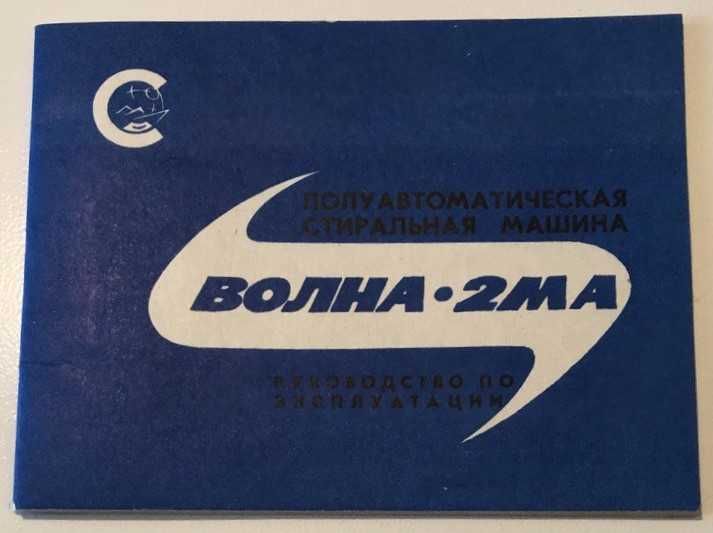 ПОЛУАВТОМАТИЧЕСКАЯ
СТИРАЛЬНАЯ МАШИНА
ВОЛНА·2МА
РУКОВОДСТВО ПО
ЭКСПЛУАТАЦИИ